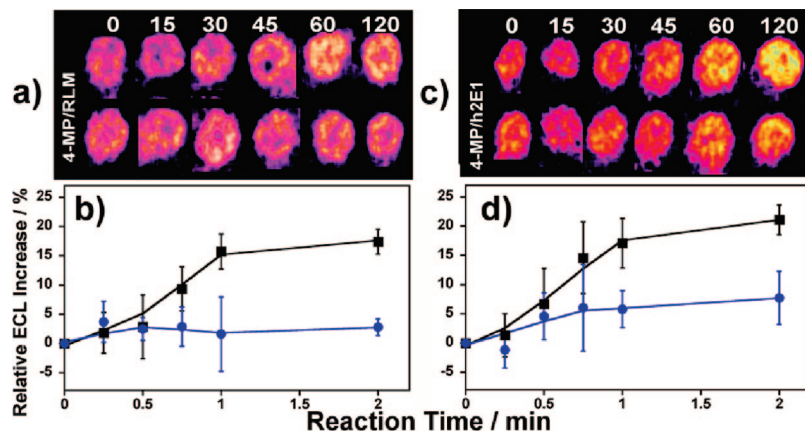 0 15 30 45 60 120
a)
4-MP/RLM
0 15 30 45 60 120
c)
4-MP/h2E1
b)
Relative ECL Increase / %
25
20
15
10
5
0
-5
0 0.5 1 1.5 2
d)
25
20
15
10
5
0
-5
0 0.5 1 1.5 2
Reaction Time / min